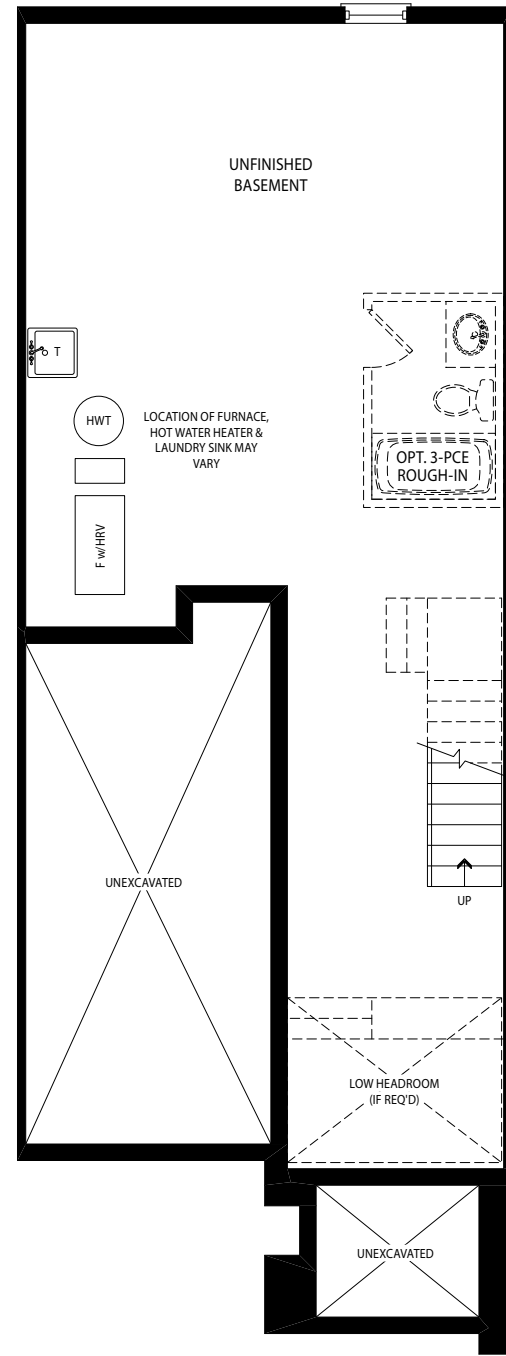 UNFINISHED
BASEMENT
T
HWT
LOCATION OF FURNACE,
HOT WATER HEATER &
LAUNDRY SINK MAY
VARY
F w/HRV
OPT. 3-PCE
ROUGH-IN
UNEXCAVATED
UP
LOW HEADROOM
(IF REQ'D)
UNEXCAVATED